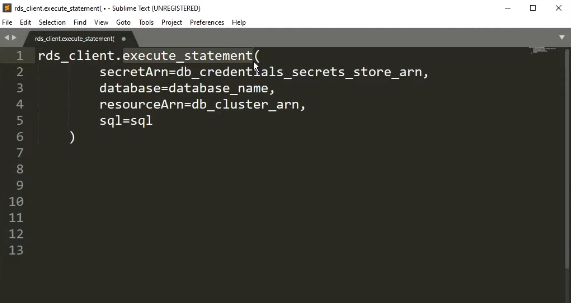 rds_client.execute_statement( • - Sublime Text (UNREGISTERED)
File Edit Selection Find View Goto Tools Project Preferences Help
rds_client.execute_statement(
1 rds_client.execute_statement(
2 secretArn=db_credentials_secrets_store_arn,
3 database=database_name,
4 resourceArn=db_cluster_arn,
5 sql=sql
6 )
7
8
9
10
11
12
13